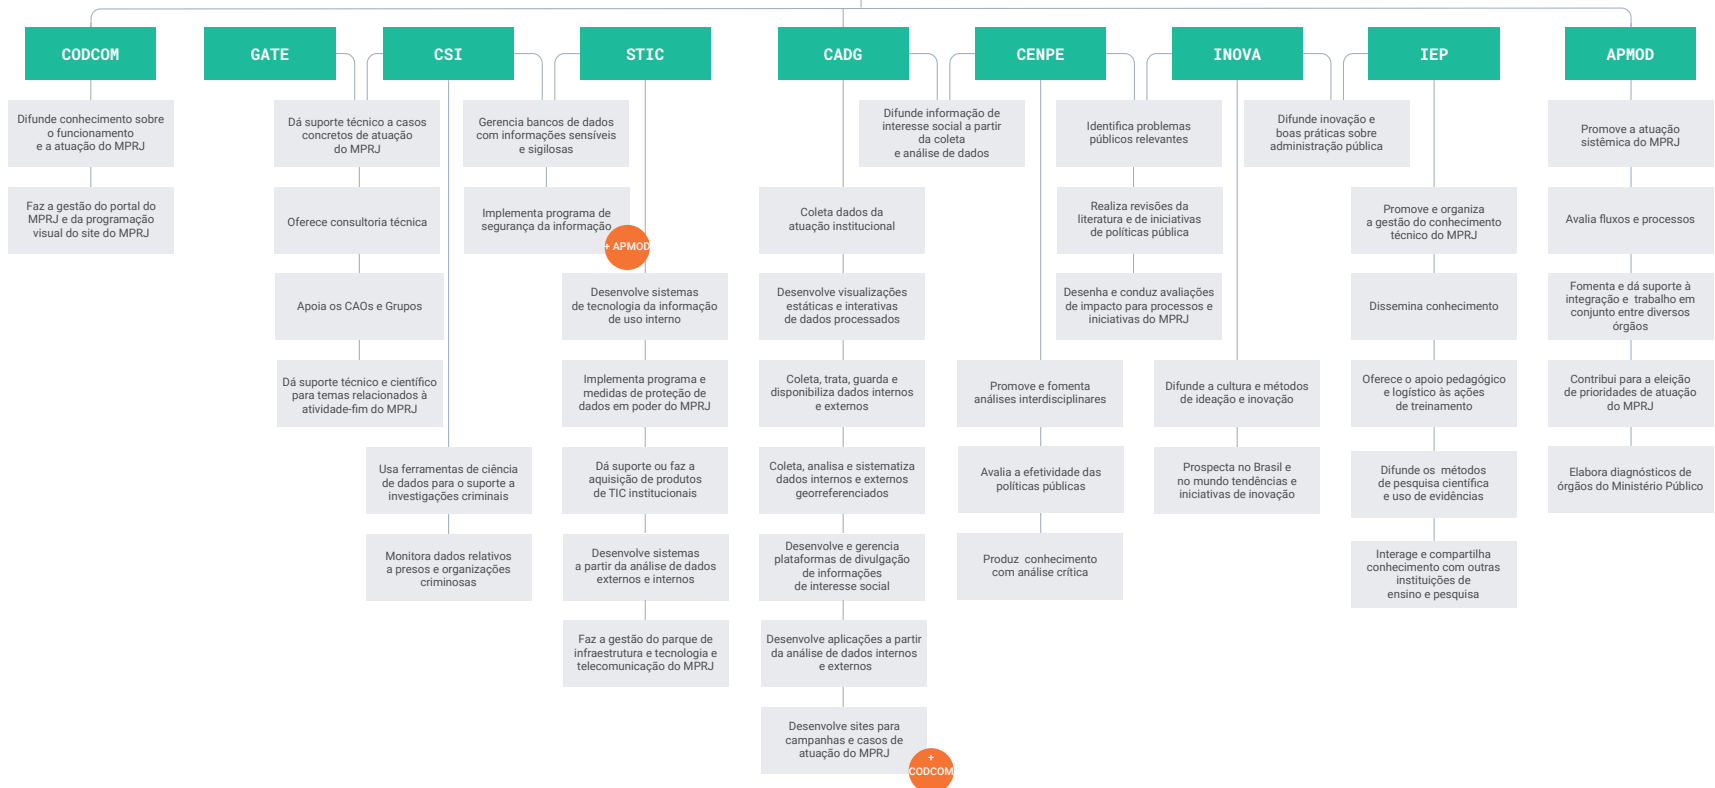 CODCOM
GATE
CSI
STIC
CADG
CENPE
INOVA
IEP
APMOD
Difunde conhecimento sobre
o funcionamento
e a atuação do MPRJ
Faz a gestão do portal do
MPRJ e da programação
visual do site do MPRJ
Dá suporte técnico a casos
concretos de atuação
do MPRJ
Oferece consultoria técnica
Apoia os CAOs e Grupos
Dá suporte técnico e científico
para temas relacionados à
atividade-fim do MPRJ
Usa ferramentas de ciência
de dados para o suporte a
investigações criminais
Monitora dados relativos
a presos e organizações
criminosas
Gerencia bancos de dados
com informações sensíveis
e sigilosas
Implementa programa de
segurança da informação
+ APMOD
Desenvolve sistemas
de tecnologia da informação
de uso interno
Implementa programa e
medidas de proteção de
dados em poder do MPRJ
Dá suporte ou faz a
aquisição de produtos
de TIC institucionais
Desenvolve sistemas
a partir da análise de dados
externos e internos
Faz a gestão do parque de
infraestrutura e tecnologia e
telecomunicação do MPRJ
Coleta dados da
atuação institucional
Desenvolve visualizações
estáticas e interativas
de dados processados
Coleta, trata, guarda e
disponibiliza dados internos
e externos
Coleta, analisa e sistematiza
dados internos e externos
georreferenciados
Desenvolve e gerencia
plataformas de divulgação
de informações
de interesse social
Desenvolve aplicações a partir
da análise de dados internos
e externos
Desenvolve sites para
campanhas e casos de
atuação do MPRJ
+
CODCOM
Difunde informação de
interesse social a partir
da coleta
e análise de dados
Promove e fomenta
análises interdisciplinares
Avalia a efetividade das
políticas públicas
Produz conhecimento
com análise crítica
Identifica problemas
públicos relevantes
Realiza revisões da
literatura e de iniciativas
de políticas pública
Desenha e conduz avaliações
de impacto para processos e
iniciativas do MPRJ
Difunde a cultura e métodos
de ideação e inovação
Prospecta no Brasil e
no mundo tendências e
iniciativas de inovação
Difunde inovação e
boas práticas sobre
administração pública
Promove e organiza
a gestão do conhecimento
técnico do MPRJ
Dissemina conhecimento
Oferece o apoio pedagógico
e logístico às ações
de treinamento
Difunde os métodos
de pesquisa científica
e uso de evidências
Interage e compartilha
conhecimento com outras
instituições de
ensino e pesquisa
Promove a atuação
sistêmica do MPRJ
Avalia fluxos e processos
Fomenta e dá suporte à
integração e trabalho em
conjunto entre diversos
órgãos
Contribui para a eleição
de prioridades de atuação
do MPRJ
Elabora diagnósticos de
órgãos do Ministério Público